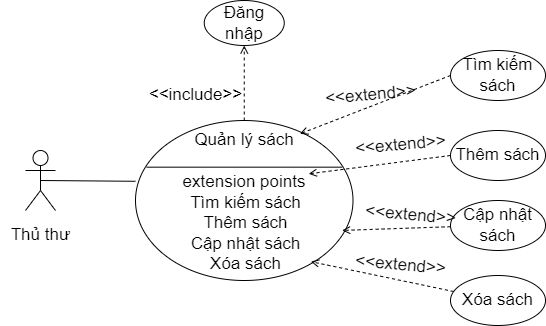 Đăng
nhập
<<include>>
Tìm kiếm
sách
<<extend>>
Quản lý sách
<<extend>>
Thêm sách
extension points
Tìm kiếm sách
Thêm sách
Cập nhật sách
Xóa sách
<<extend>>
Cập nhật
sách
Thủ thư
<<extend>>
Xóa sách